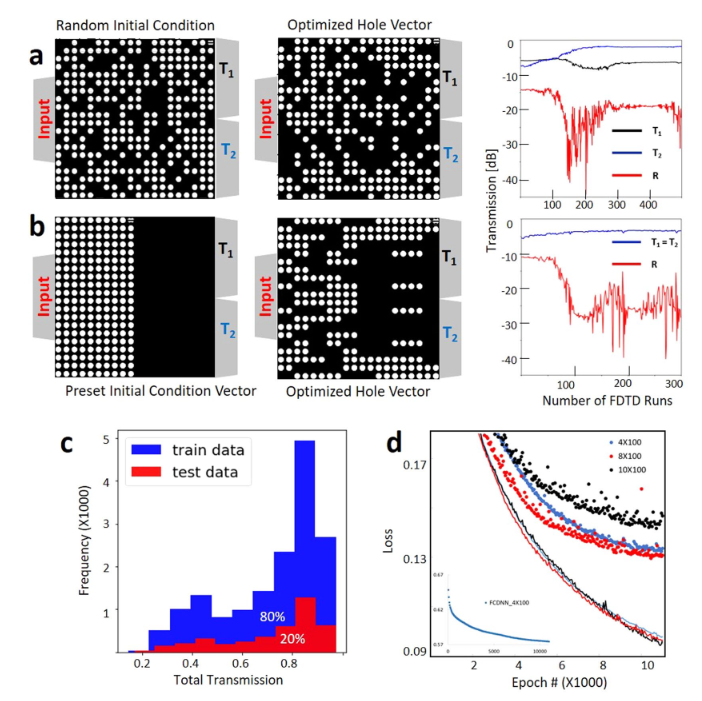 Random Initial Condition
Optimized Hole Vector
a
Input
T1
T2
Input
T1
T2
Transmission [dB]
0
-10
-20
-30
-40
T1
T2
R
100
200
300
400
b
Input
T1
T2
Input
T1
T2
0
-10
-20
-30
-40
T1 = T2
R
100
200
300
Preset Initial Condition Vector
Optimized Hole Vector
Number of FDTD Runs
c
Frequency (X1000)
5
4
3
2
1
train data
test data
80%
20%
0.2
0.4
0.6
0.8
Total Transmission
d
Loss
0.17
0.13
0.09
4X100
8X100
10X100
0.47
0.42
0.37
FCDNN_4X100
0
5000
10000
2
4
6
8
10
Epoch # (X1000)